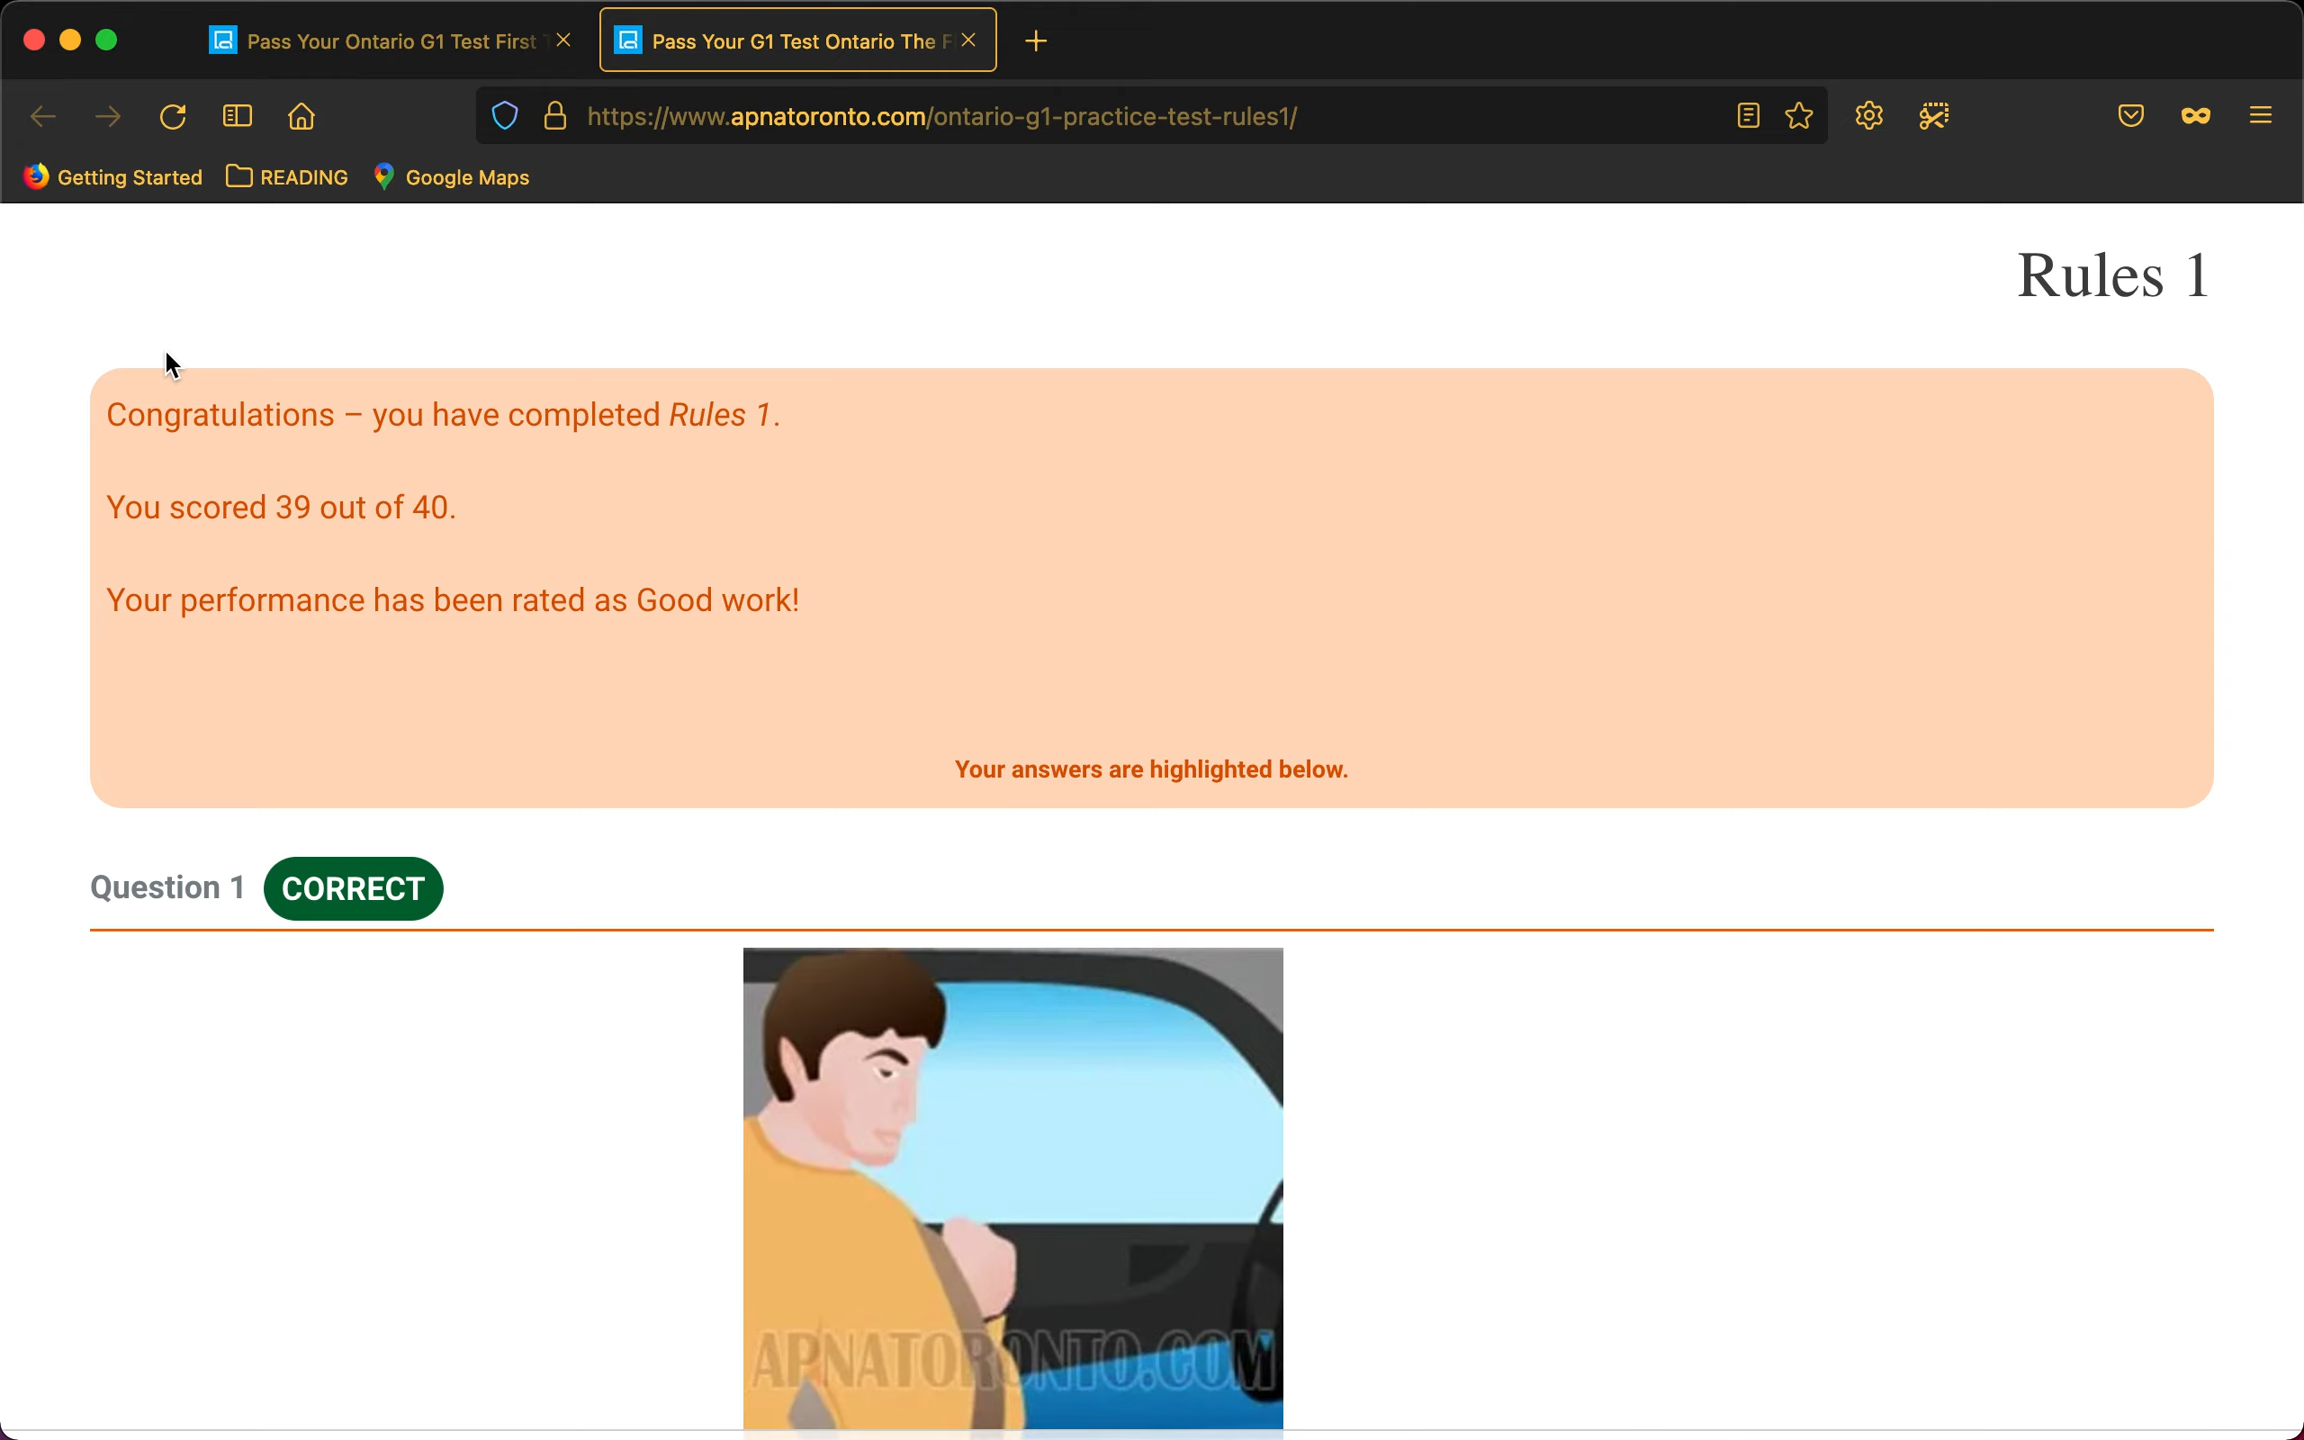 Pass Your Ontario G1 Test First
Pass Your G1 Test Ontario The F
https://www.apnatoronto.com/ontario-g1-practice-test-rules1/
Getting Started
READING
Google Maps
Rules 1
Congratulations – you have completed Rules 1.
You scored 39 out of 40.
Your performance has been rated as Good work!
Your answers are highlighted below.
Question 1 CORRECT
APNATORONTO.COM